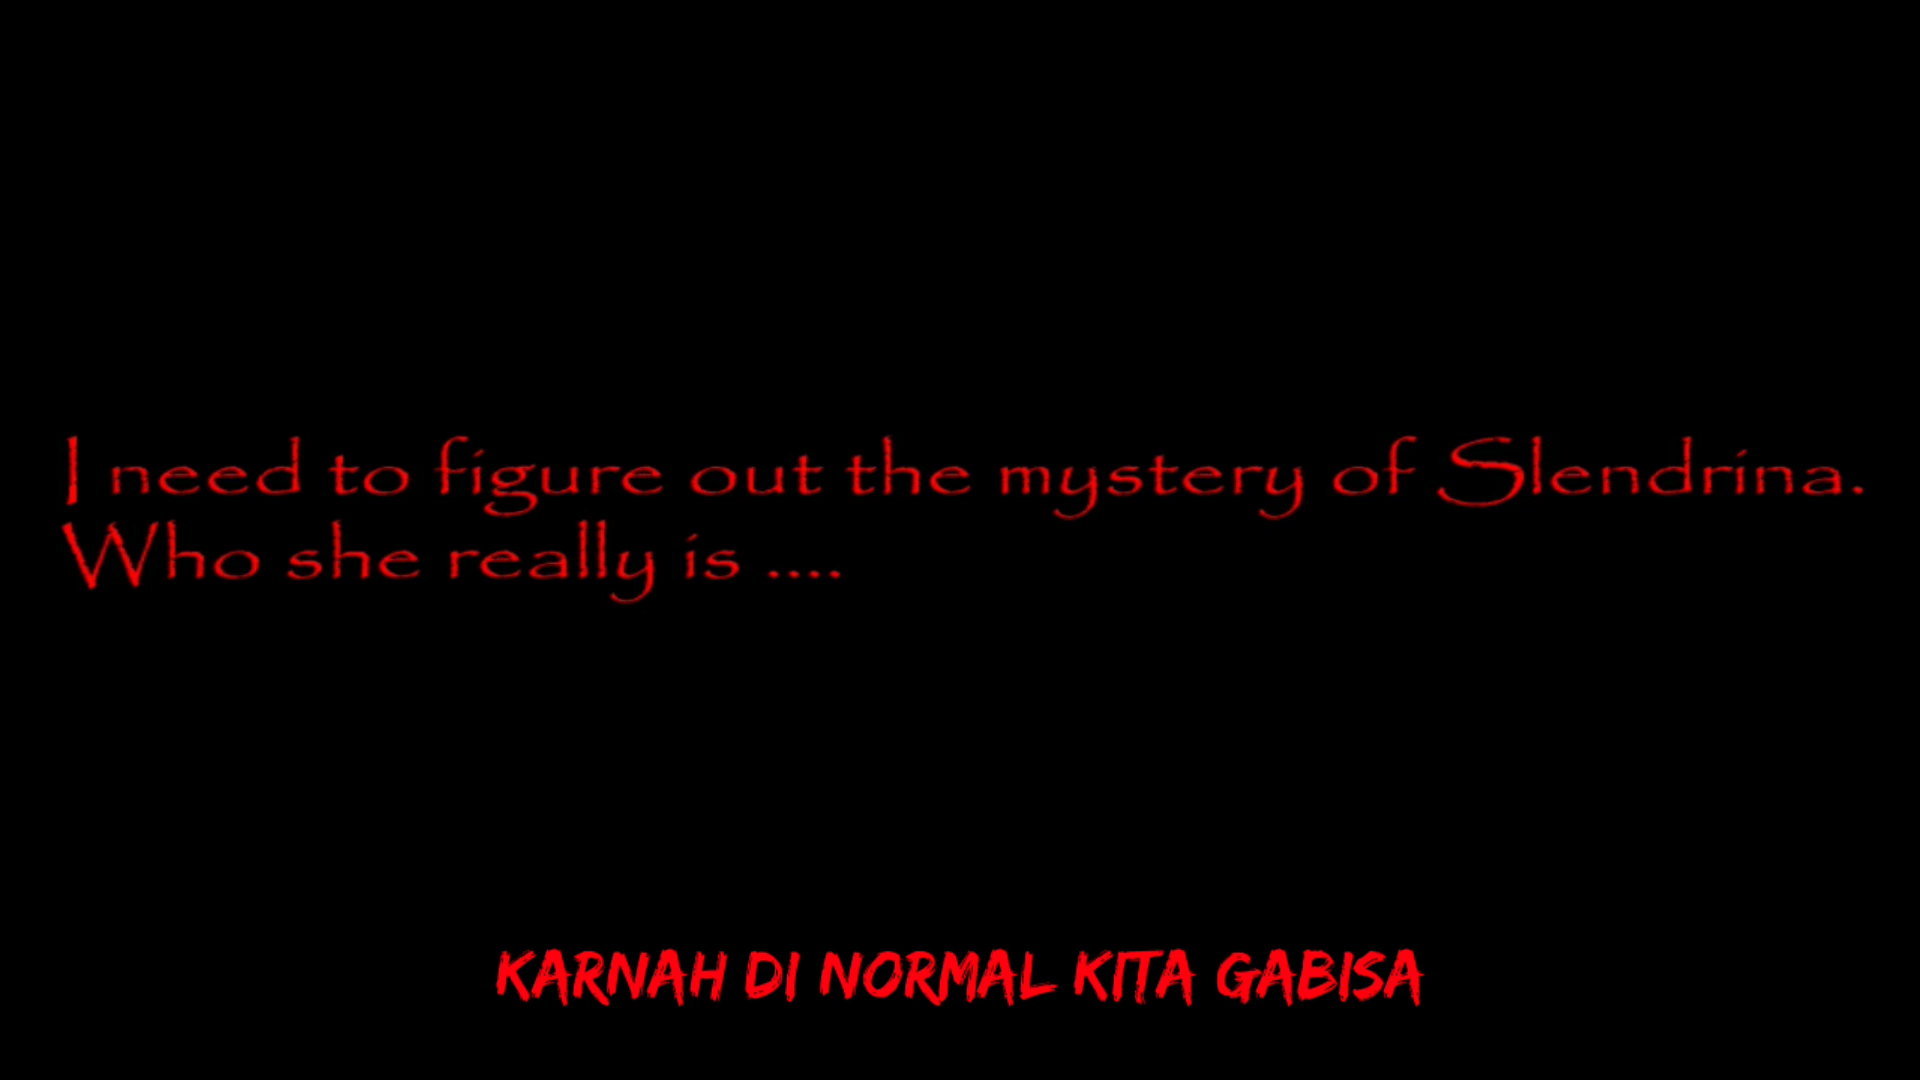 I need to figure out the mystery of Slendrina.
Who she really is ....
KARNAH DI NORMAL KITA GABISA